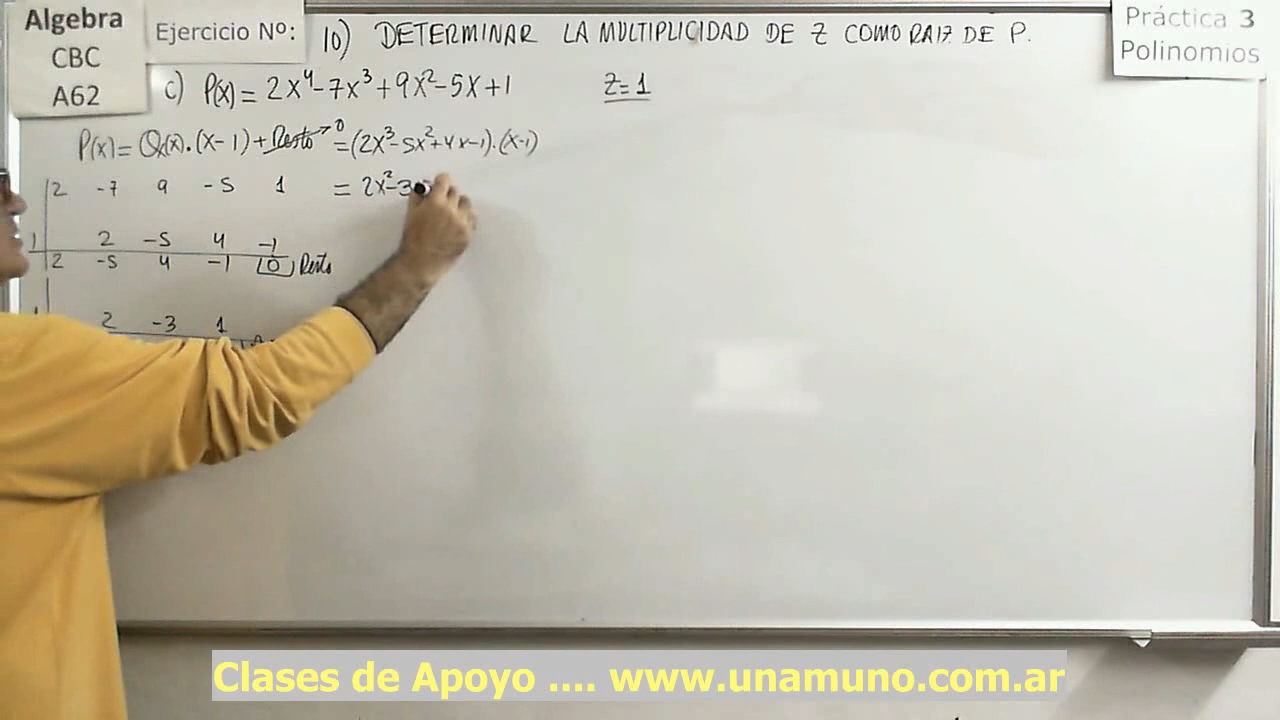 Algebra
CBC
A62
Ejercicio Nº:
10) DETERMINAR LA MULTIPLICIDAD DE Z COMO RAIZ DE P.
Práctica 3
Polinomios
c) P(x) = 2x⁴ - 7x³ + 9x² - 5x + 1 Z = 1
P(x) = Q(x) . (x - 1) + Resto → 0 = (2x³ - 5x² + 4x - 1) . (x - 1)
2 -7 9 -5 1 = 2x² - 3
1 2 -5 4 -1
2 -5 4 -1 0 Resto
1 2 -3 1
Clases de Apoyo .... www.unamuno.com.ar